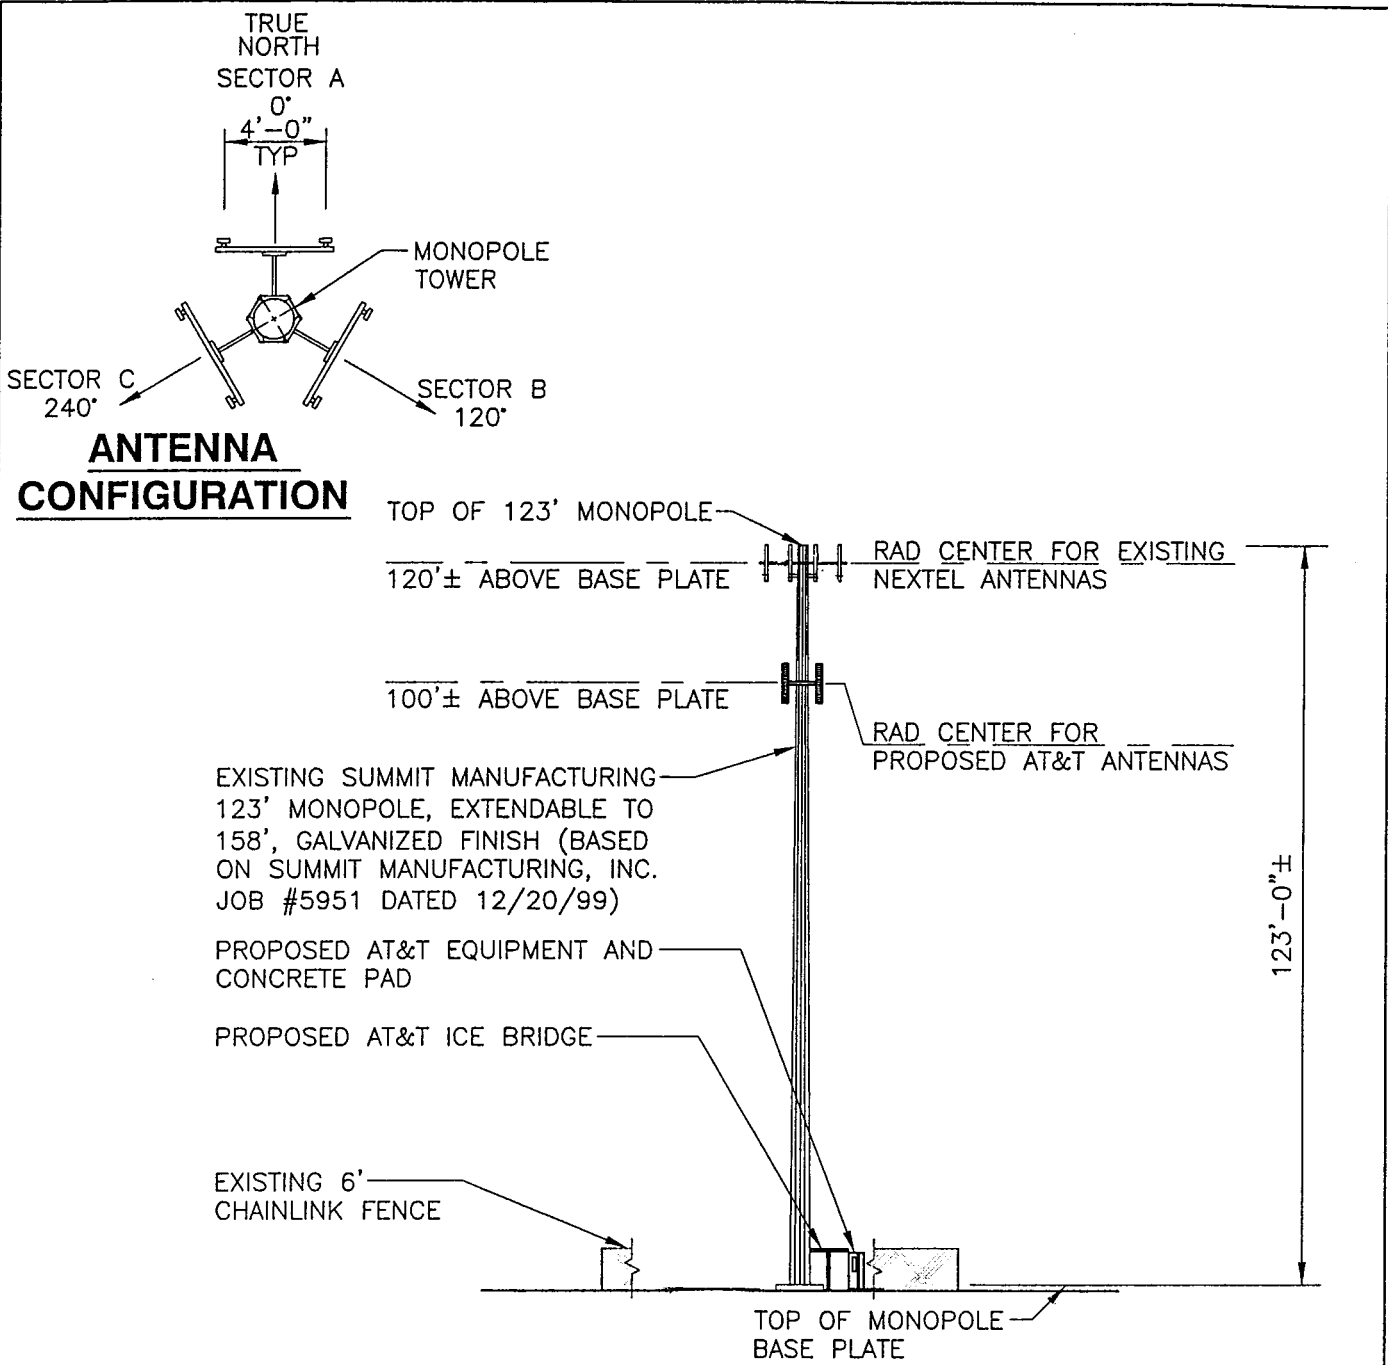 TRUE
NORTH
SECTOR A
0°
4'-0"
TYP
MONOPOLE
TOWER
SECTOR C
240°
SECTOR B
120°
ANTENNA
CONFIGURATION
TOP OF 123' MONOPOLE
120'± ABOVE BASE PLATE
RAD CENTER FOR EXISTING
NEXTEL ANTENNAS
100'± ABOVE BASE PLATE
RAD CENTER FOR
PROPOSED AT&T ANTENNAS
EXISTING SUMMIT MANUFACTURING
123' MONOPOLE, EXTENDABLE TO
158', GALVANIZED FINISH (BASED
ON SUMMIT MANUFACTURING, INC.
JOB #5951 DATED 12/20/99)
123'-0"±
PROPOSED AT&T EQUIPMENT AND
CONCRETE PAD
PROPOSED AT&T ICE BRIDGE
EXISTING 6'
CHAINLINK FENCE
TOP OF MONOPOLE
BASE PLATE